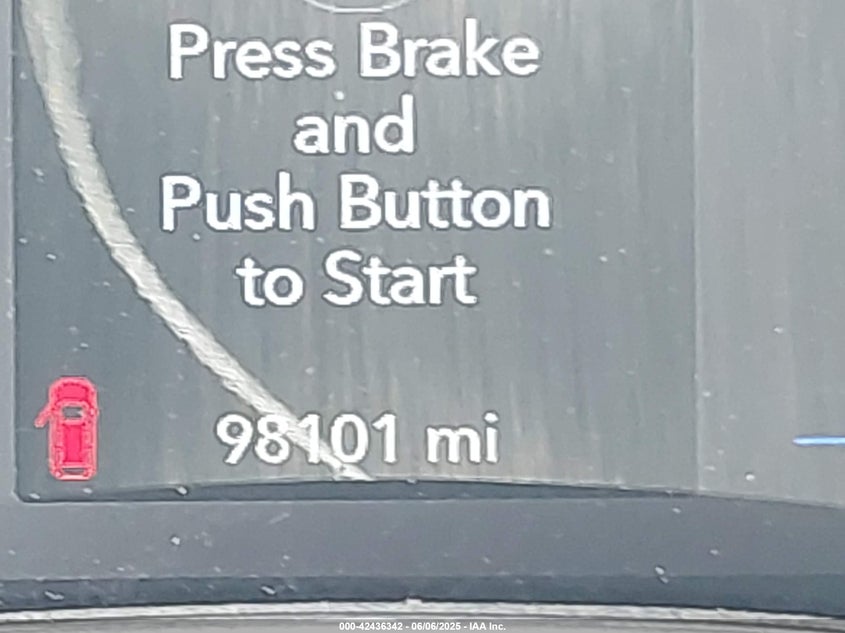 Press Brake
and
Push Button
to Start
98101 mi
000-42436342 - 06/06/2025 - IAA Inc.